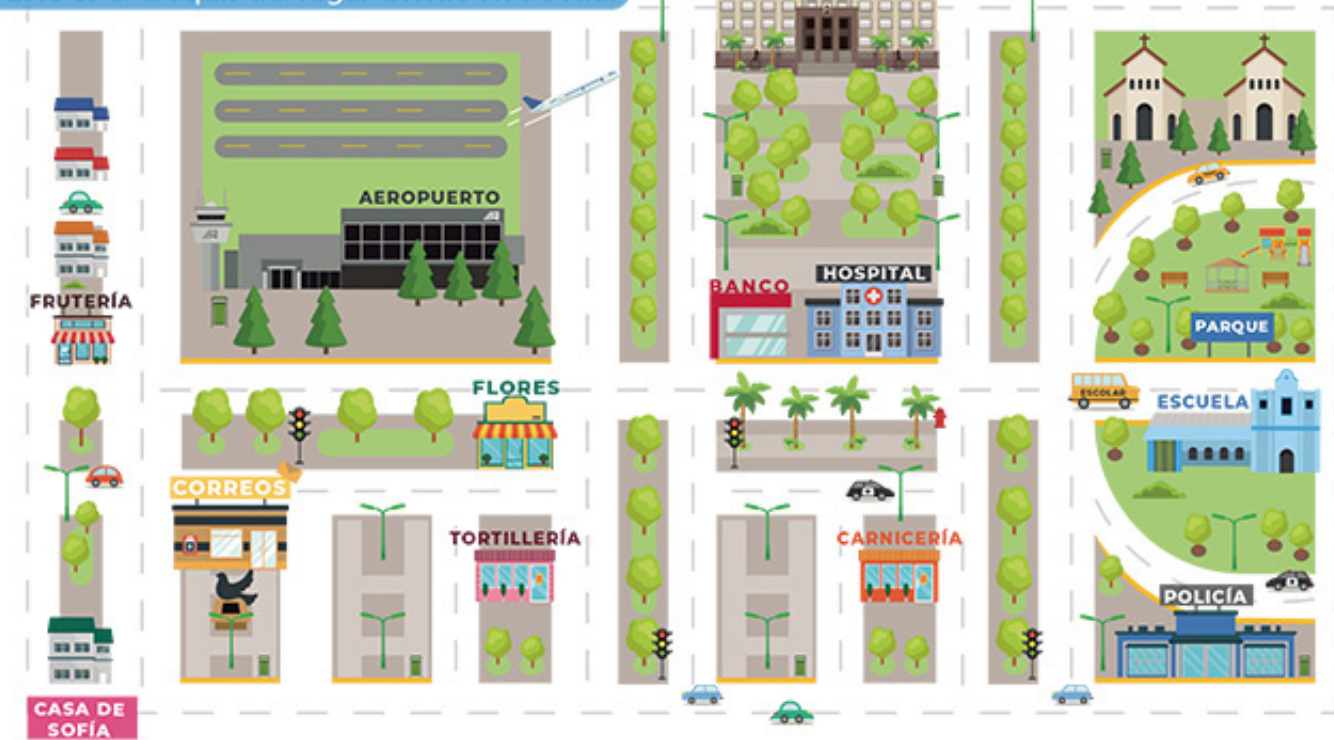 AEROPUERTO
FRUTERÍA
BANCO
HOSPITAL
PARQUE
FLORES
ESCOLAR
ESCUELA
CORREOS
TORTILLERÍA
CARNICERÍA
POLICÍA
CASA DE
SOFÍA